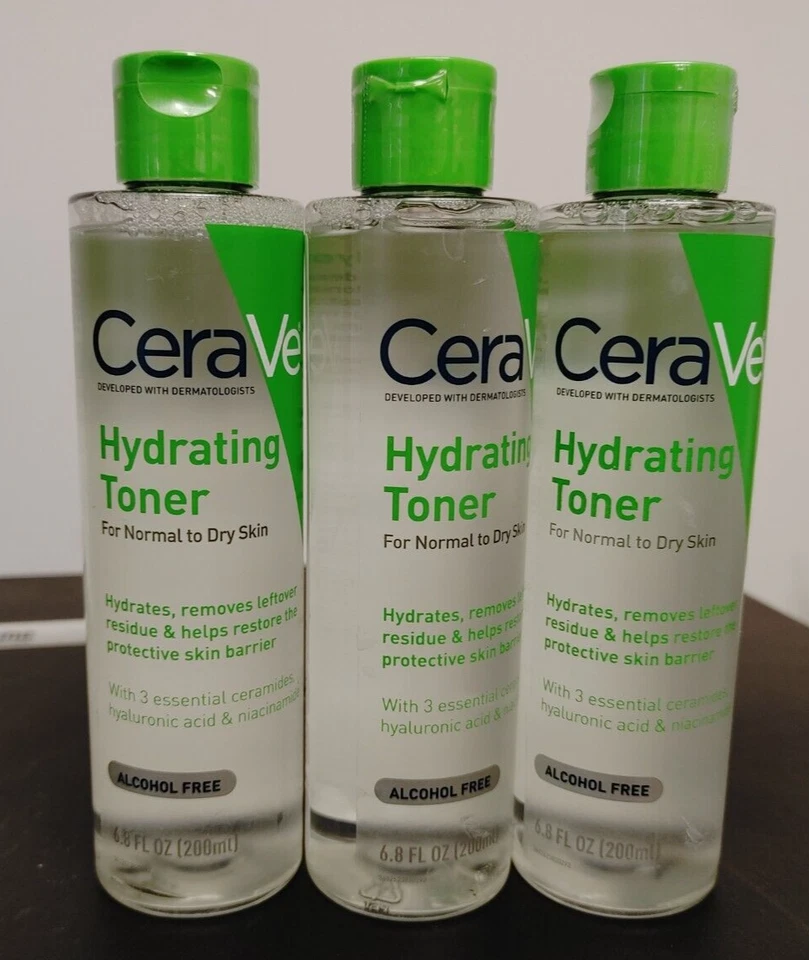 CeraVe
DEVELOPED WITH DERMATOLOGISTS
Hydrating
Toner
For Normal to Dry Skin
Hydrates, removes leftover
residue & helps restore the
protective skin barrier
With 3 essential ceramides,
hyaluronic acid & niacinamide
ALCOHOL FREE
6.8 FL OZ (200ml)
CeraV
DEVELOPED WITH DERMATOLOGISTS
Hydrating
Toner
For Normal to Dry Skin
Hydrates, removes
residue & helps
protective skin barrier
With 3 essential
hyaluronic acid &
ALCOHOL FREE
6.8 FL OZ (200ml)
CeraVe
DEVELOPED WITH DERMATOLOGISTS
Hydrating
Toner
For Normal to Dry Skin
Hydrates, removes leftover
residue & helps restore the
protective skin barrier
With 3 essential ceramides,
hyaluronic acid & niacinamide
ALCOHOL FREE
6.8 FL OZ (200ml)